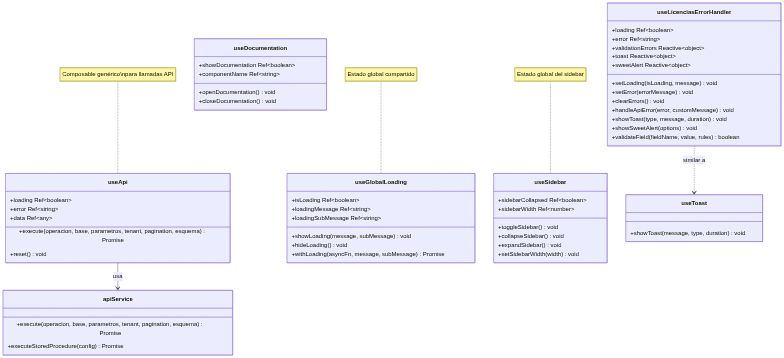 useLicenciasErrorHandler
+loading Ref<boolean>
+error Ref<string>
+validationErrors Reactive<object>
+toast Reactive<object>
+sweetAlert Reactive<object>
+setLoading(isLoading, message) : void
+setError(errorMessage) : void
+clearErrors() : void
+handleApiError(error, customMessage) : void
+showToast(type, message, duration) : void
+showSweetAlert(options) : void
+validateField(fieldName, value, rules) : boolean
useDocumentation
+showDocumentation Ref<boolean>
+componentName Ref<string>
+openDocumentation() : void
+closeDocumentation() : void
Composable genérico\npara llamadas API
Estado global compartido
Estado global del sidebar
similar a
useApi
+loading Ref<boolean>
+error Ref<string>
+data Ref<any>
+execute(operacion, base, parametros, tenant, pagination, esquema) :
Promise
+reset() : void
useGlobalLoading
+isLoading Ref<boolean>
+loadingMessage Ref<string>
+loadingSubMessage Ref<string>
+showLoading(message, subMessage) : void
+hideLoading() : void
+withLoading(asyncFn, message, subMessage) : Promise
useSidebar
+sidebarCollapsed Ref<boolean>
+sidebarWidth Ref<number>
+toggleSidebar() : void
+collapseSidebar() : void
+expandSidebar() : void
+setSidebarWidth(width) : void
useToast
+showToast(message, type, duration) : void
usa
apiService
+execute(operacion, base, parametros, tenant, pagination, esquema) :
Promise
+executeStoredProcedure(config) : Promise